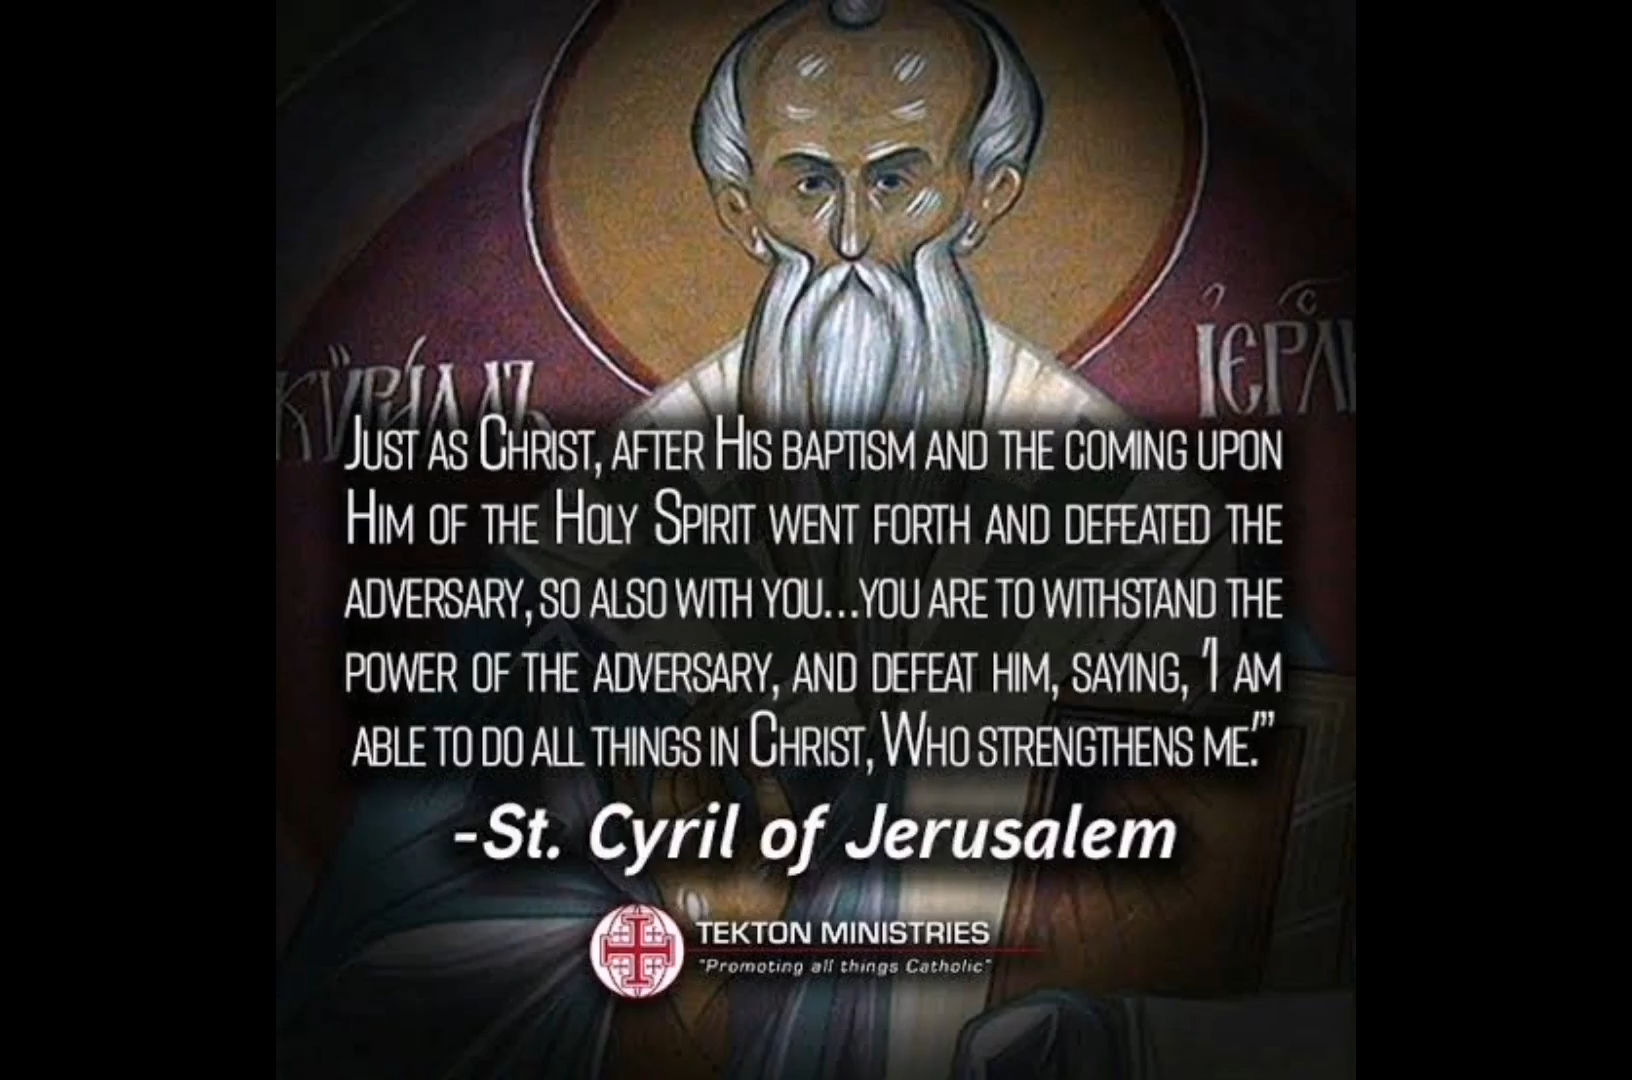 КѴРИЛЛЪ
ІЕРЛ
JUST AS CHRIST, AFTER HIS BAPTISM AND THE COMING UPON
HIM OF THE HOLY SPIRIT WENT FORTH AND DEFEATED THE
ADVERSARY, SO ALSO WITH YOU...YOU ARE TO WITHSTAND THE
POWER OF THE ADVERSARY, AND DEFEAT HIM, SAYING, 'I AM
ABLE TO DO ALL THINGS IN CHRIST, WHO STRENGTHENS ME.'"
-St. Cyril of Jerusalem
TEKTON MINISTRIES
"Promoting all things Catholic"